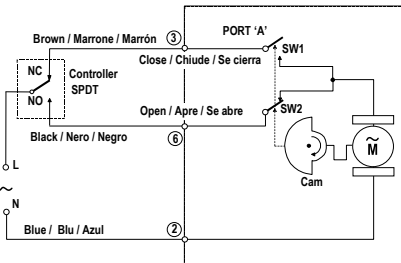 PORT 'A'
Brown / Marrone / Marrón
3
SW1
Close / Chiude / Se cierra
NC
Controller
SPDT
NO
Open / Apre / Se abre
SW2
Black / Nero / Negro
6
M
~
L
Cam
~
N
Blue / Blu / Azul
2